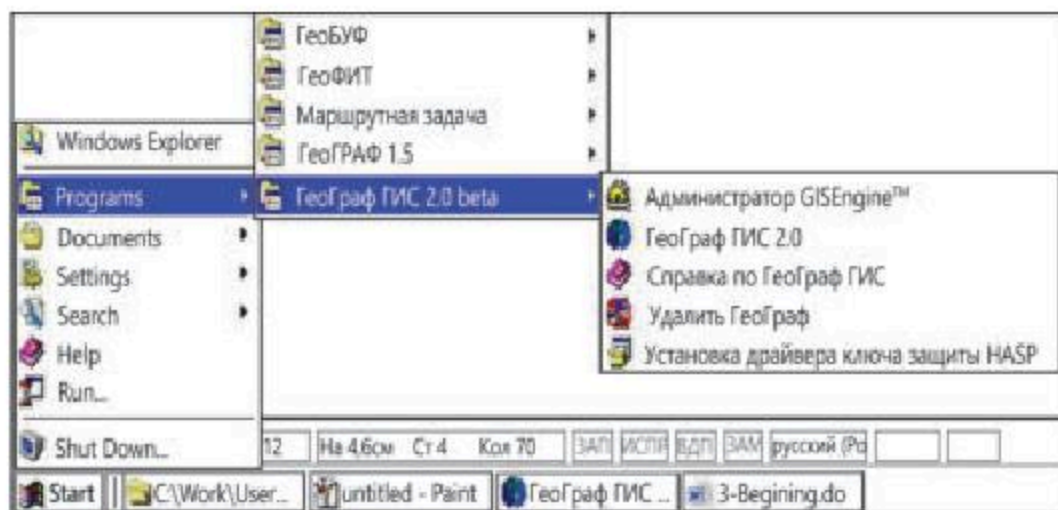 ГеоБУФ
ГеоФИТ
Маршрутная задача
ГеоГРАФ 1.5
ГеоГраф ГИС 2.0 beta
Windows Explorer
Programs
Documents
Settings
Search
Help
Run...
Shut Down...
Администратор GISEngine™
ГеоГраф ГИС 2.0
Справка по ГеоГраф ГИС
Удалить ГеоГраф
Установка драйвера ключа защиты HASP
12 На 4,6см Ст 4 Кол 70 ЗАП ИСПР ВДЛ ЗАМ русский (Ро
Start C:\Work\User... untitled - Paint ГеоГраф ГИС ... 3-Begining.do